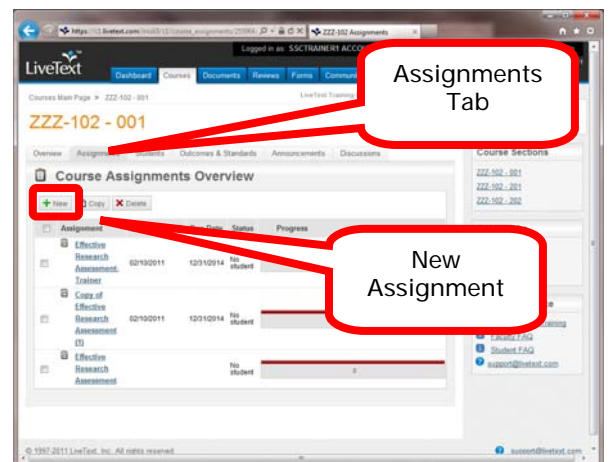 https://c1.livetext.com
ZZZ-102 Assignments
Logged in as: SSCTRAINER1 ACCO
LiveText
Dashboard Courses Documents Reviews Forms
Courses Main Page > ZZZ-102 - 001
LiveText Training
ZZZ-102 - 001
Assignments
Tab
Overview Students Outcomes & Standards Announcements Discussions
Course Sections
ZZZ-102 - 001
ZZZ-102 - 201
ZZZ-102 - 202
Course Assignments Overview
New Copy Delete
Assignment Status Progress
Effective
Research
Assessment,
Trainer
02/10/2011 12/31/2014 No
student
Copy of
Effective
Research
Assessment
(1)
02/10/2011 12/31/2014 No
student
Effective
Research
Assessment
No
student
0
New
Assignment
Faculty FAQ
Student FAQ
support@livetext.com
© 1997-2011 LiveText, Inc. All rights reserved.
support@livetext.com